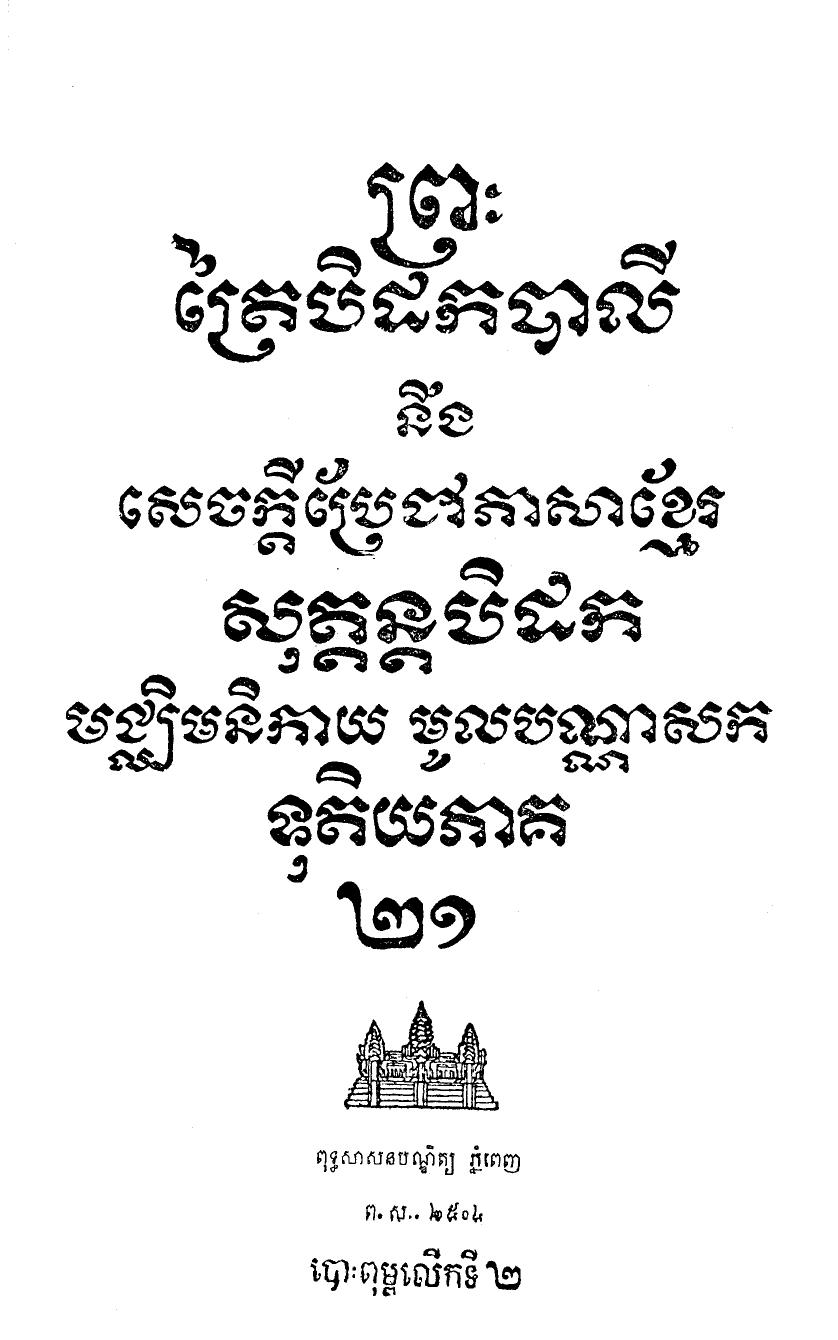 ព្រះ
ត្រៃបិដកបាលី
នឹង
សេចក្តីប្រែជាភាសាខ្មែរ
សុត្តន្តបិដក
មជ្ឈិមនិកាយ មូលបណ្ណាសក
ទុតិយភាគ
២១
ពុទ្ធសាសនបណ្ឌិត្យ ភ្នំពេញ
ព. ស.. ២៥០៤
បោះពុម្ពលើកទី ២